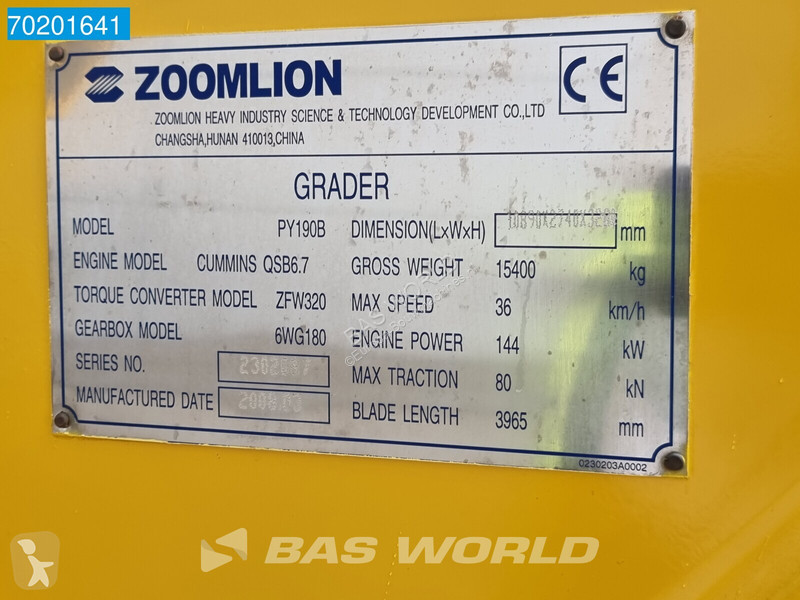 70201641
ZOOMLION
CE
ZOOMLION HEAVY INDUSTRY SCIENCE & TECHNOLOGY DEVELOPMENT CO.,LTD
CHANGSHA,HUNAN 410013,CHINA
GRADER
MODEL PY190B DIMENSION(LxWxH) mm
ENGINE MODEL CUMMINS QSB6.7 GROSS WEIGHT 15400 kg
TORQUE CONVERTER MODEL ZFW320 MAX SPEED 36 km/h
GEARBOX MODEL 6WG180 ENGINE POWER 144 kW
SERIES NO. MAX TRACTION 80 kN
MANUFACTURED DATE 2008.03 BLADE LENGTH 3965 mm
0230203A0002
BAS WORLD